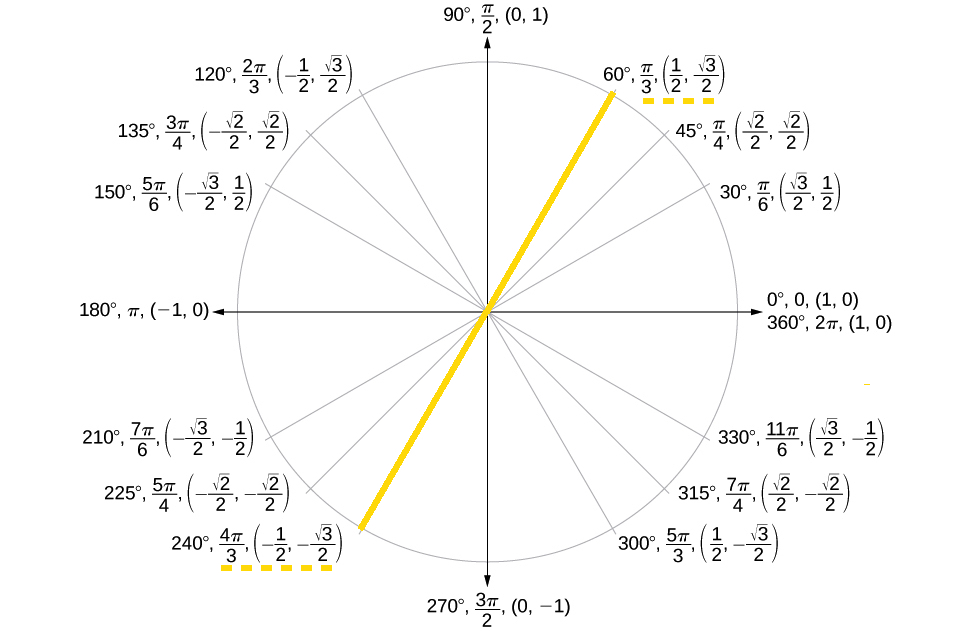 90°, π/2, (0, 1)
120°, 2π/3, (−1/2, √3/2)
60°, π/3, (1/2, √3/2)
135°, 3π/4, (−√2/2, √2/2)
45°, π/4, (√2/2, √2/2)
150°, 5π/6, (−√3/2, 1/2)
30°, π/6, (√3/2, 1/2)
180°, π, (−1, 0)
0°, 0, (1, 0)
360°, 2π, (1, 0)
210°, 7π/6, (−√3/2, −1/2)
330°, 11π/6, (√3/2, −1/2)
225°, 5π/4, (−√2/2, −√2/2)
315°, 7π/4, (√2/2, −√2/2)
240°, 4π/3, (−1/2, −√3/2)
300°, 5π/3, (1/2, −√3/2)
270°, 3π/2, (0, −1)